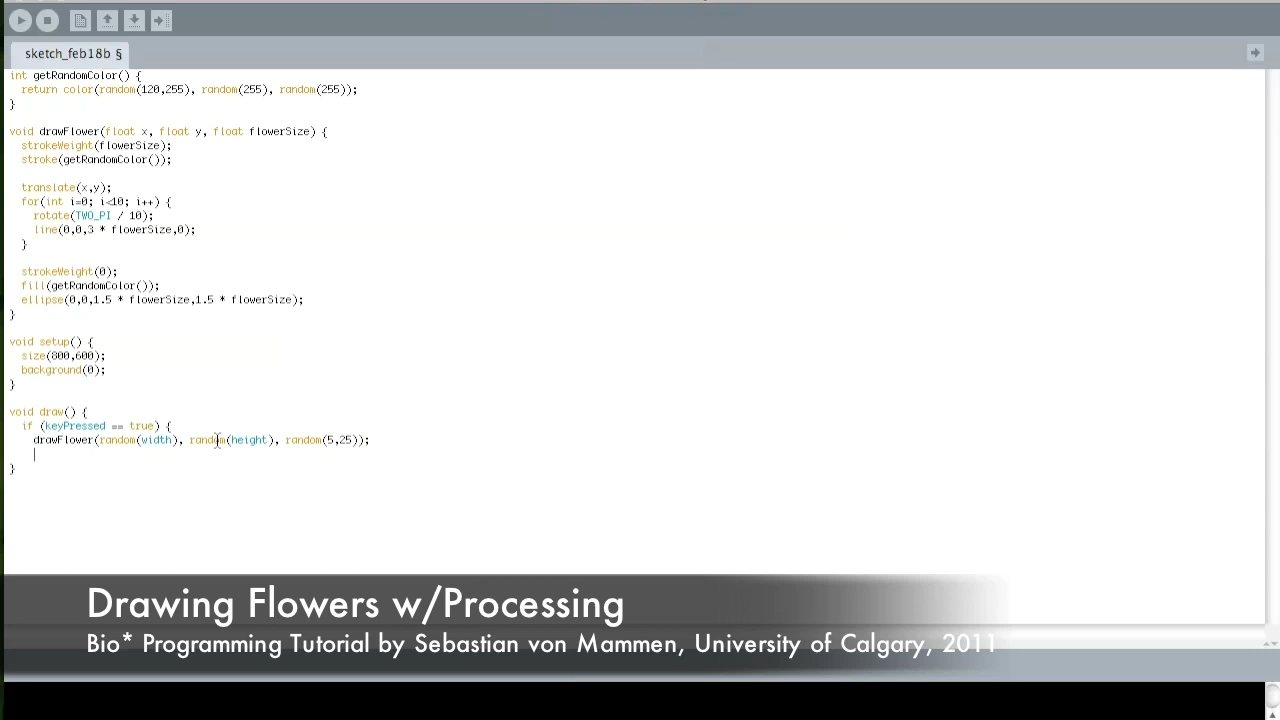 sketch_feb18b §
int getRandomColor() {
  return color(random(120,255), random(255), random(255));
}
void drawFlower(float x, float y, float flowerSize) {
  strokeWeight(flowerSize);
  stroke(getRandomColor());
  translate(x,y);
  for(int i=0; i<10; i++) {
    rotate(TWO_PI / 10);
    line(0,0,3 * flowerSize,0);
  }
  strokeWeight(0);
  fill(getRandomColor());
  ellipse(0,0,1.5 * flowerSize,1.5 * flowerSize);
}
void setup() {
  size(800,600);
  background(0);
}
void draw() {
  if (keyPressed == true) {
    drawFlower(random(width), random(height), random(5,25));
}
Drawing Flowers w/Processing
Bio* Programming Tutorial by Sebastian von Mammen, University of Calgary, 2011